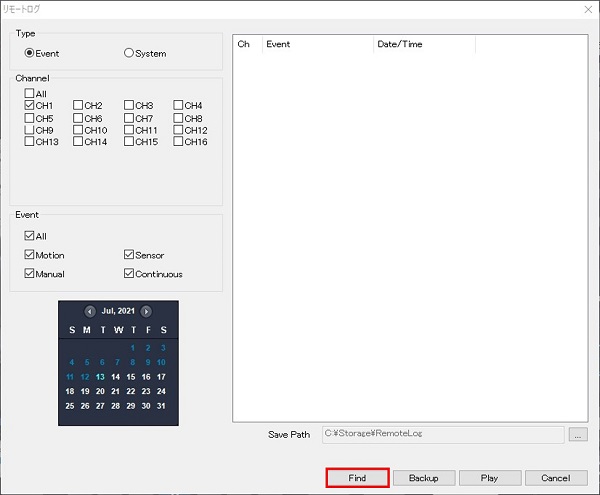 リモートログ
Type
Event System
Channel
All
CH1 CH2 CH3 CH4
CH5 CH6 CH7 CH8
CH9 CH10 CH11 CH12
CH13 CH14 CH15 CH16
Event
All
Motion Sensor
Manual Continuous
Jul, 2021
S M T W T F S
1 2 3
4 5 6 7 8 9 10
11 12 13 14 15 16 17
18 19 20 21 22 23 24
25 26 27 28 29 30 31
Ch Event Date/Time
Save Path C:¥Storage¥RemoteLog ...
Find Backup Play Cancel